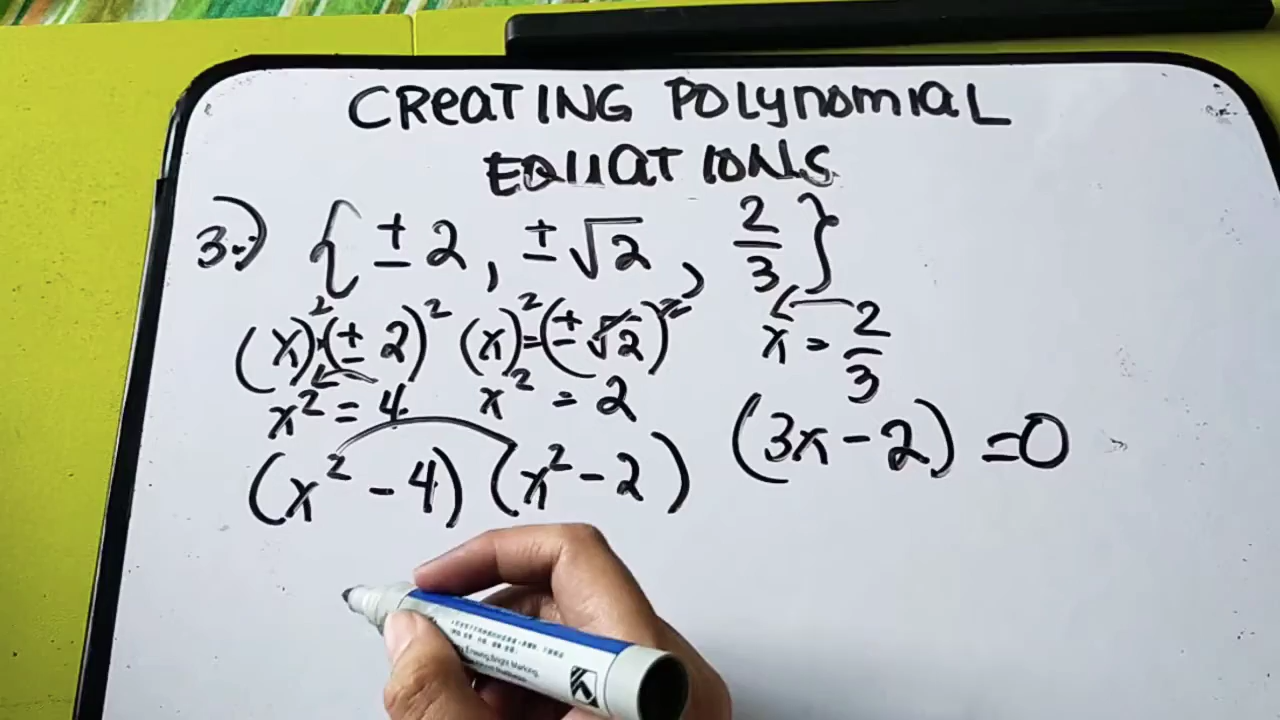 CREATING POLYNOMIAL
EQUATIONS
3.) { ± 2 , ± √2 , 2/3 }
(x)² = (± 2)² (x)² = (± √2)² x = 2/3
x² = 4 x² = 2
(x² - 4) (x² - 2) (3x - 2) = 0